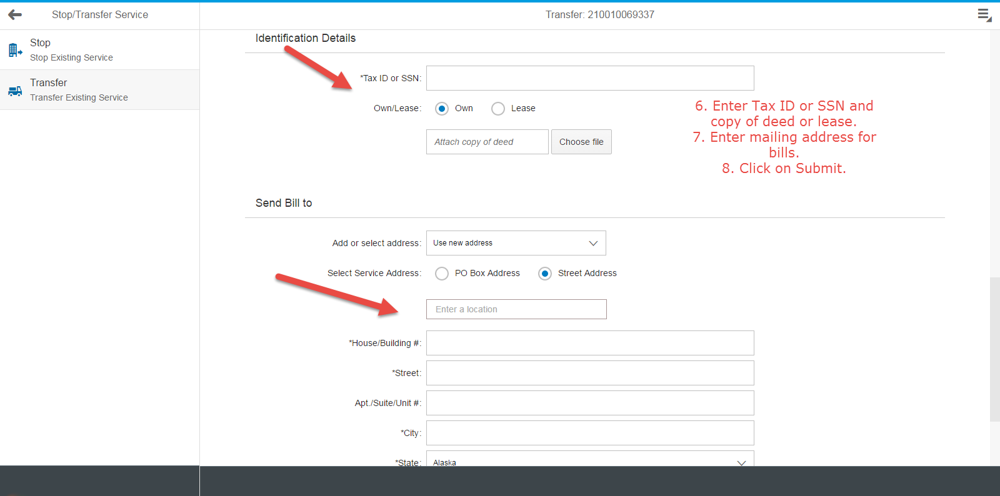 Stop/Transfer Service
Transfer: 210010069337
Stop
Stop Existing Service
Transfer
Transfer Existing Service
Identification Details
*Tax ID or SSN:
Own/Lease:
Own
Lease
Attach copy of deed
Choose file
6. Enter Tax ID or SSN and
copy of deed or lease.
7. Enter mailing address for
bills.
8. Click on Submit.
Send Bill to
Add or select address:
Use new address
Select Service Address:
PO Box Address
Street Address
Enter a location
*House/Building #:
*Street:
Apt./Suite/Unit #:
*City:
*State:
Alaska